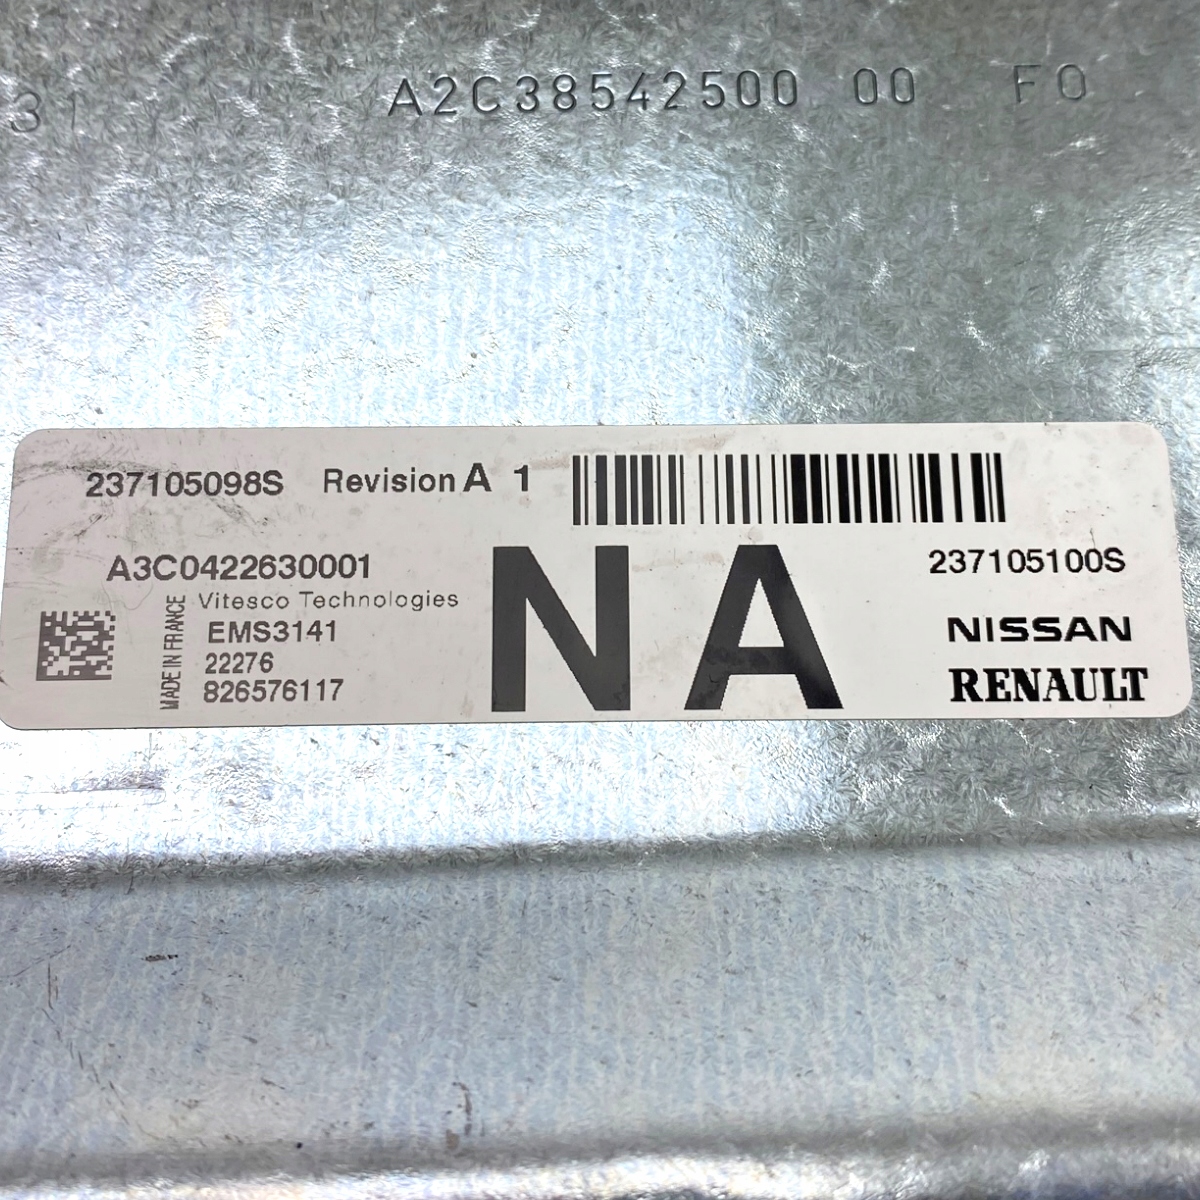 31 A2C38542500 00 F0
237105098S Revision A 1
A3C0422630001
237105100S
Vitesco Technologies
MADE IN FRANCE
EMS3141
22276
826576117
NA
NISSAN
RENAULT